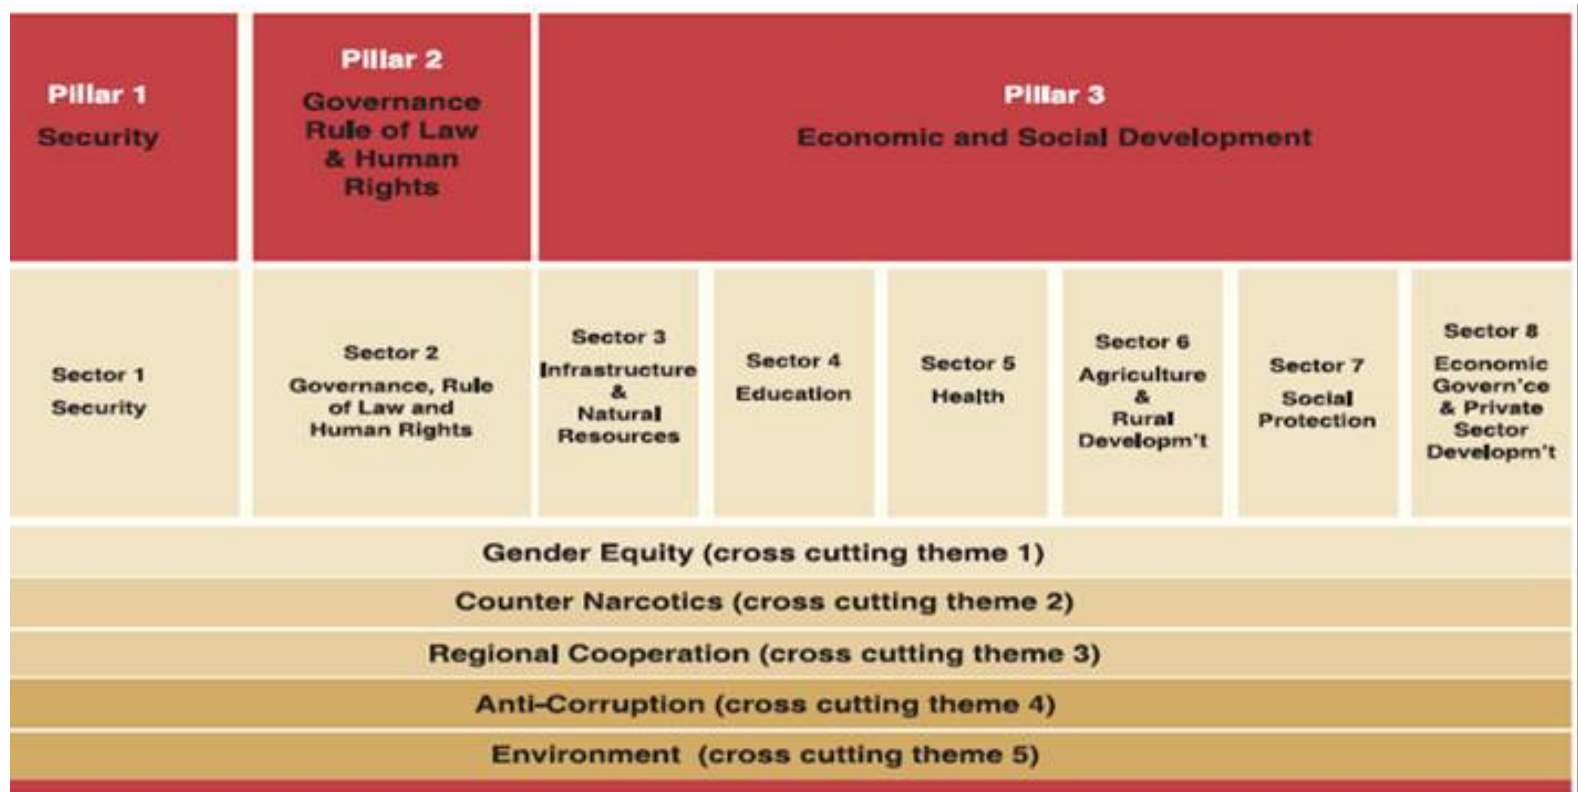 Pillar 1
Security
Pillar 2
Governance
Rule of Law
& Human
Rights
Pillar 3
Economic and Social Development
Sector 1
Security
Sector 2
Governance, Rule
of Law and
Human Rights
Sector 3
Infrastructure
&
Natural
Resources
Sector 4
Education
Sector 5
Health
Sector 6
Agriculture
&
Rural
Developm't
Sector 7
Social
Protection
Sector 8
Economic
Govern'ce
& Private
Sector
Developm't
Gender Equity (cross cutting theme 1)
Counter Narcotics (cross cutting theme 2)
Regional Cooperation (cross cutting theme 3)
Anti-Corruption (cross cutting theme 4)
Environment (cross cutting theme 5)